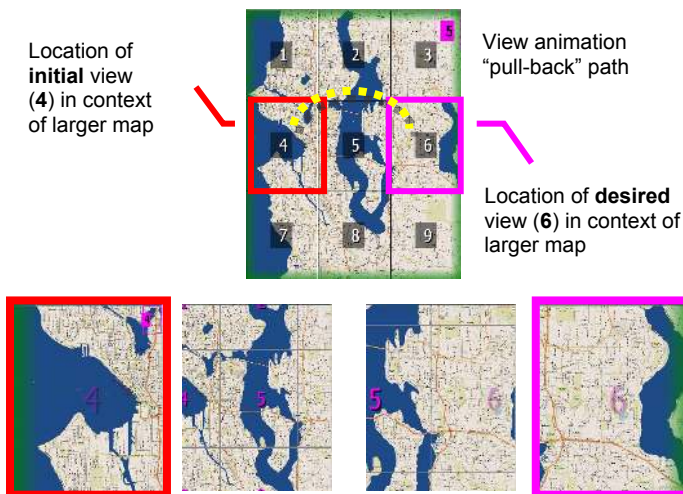 Location of
initial view
(4) in context
of larger map
1
2
3
5
View animation
“pull-back” path
4
5
6
Location of desired
view (6) in context of
larger map
7
8
9
4
5
5
6
6